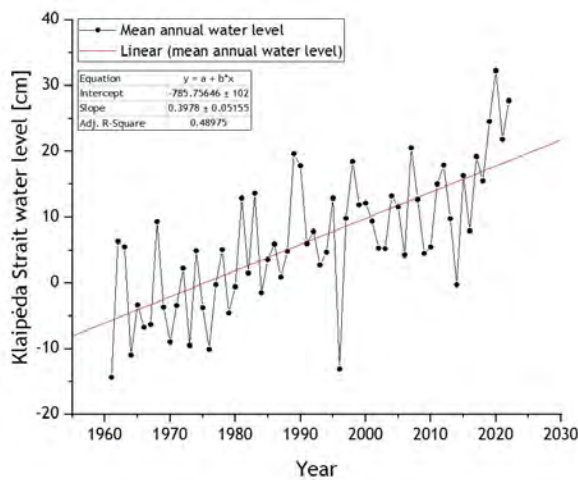 Mean annual water level
Linear (mean annual water level)
Equation y = a + b*x
Intercept -785.75646 ± 102
Slope 0.3978 ± 0.05155
Adj. R-Square 0.48975
Klaipėda Strait water level [cm]
40
30
20
10
0
-10
-20
1960 1970 1980 1990 2000 2010 2020 2030
Year